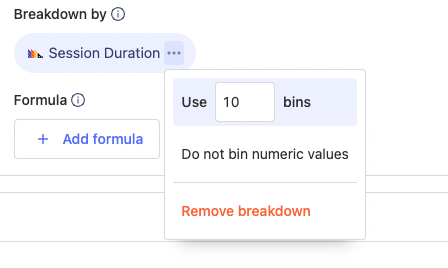 Breakdown by
Session Duration
Use 10 bins
Formula
Add formula
Do not bin numeric values
Remove breakdown